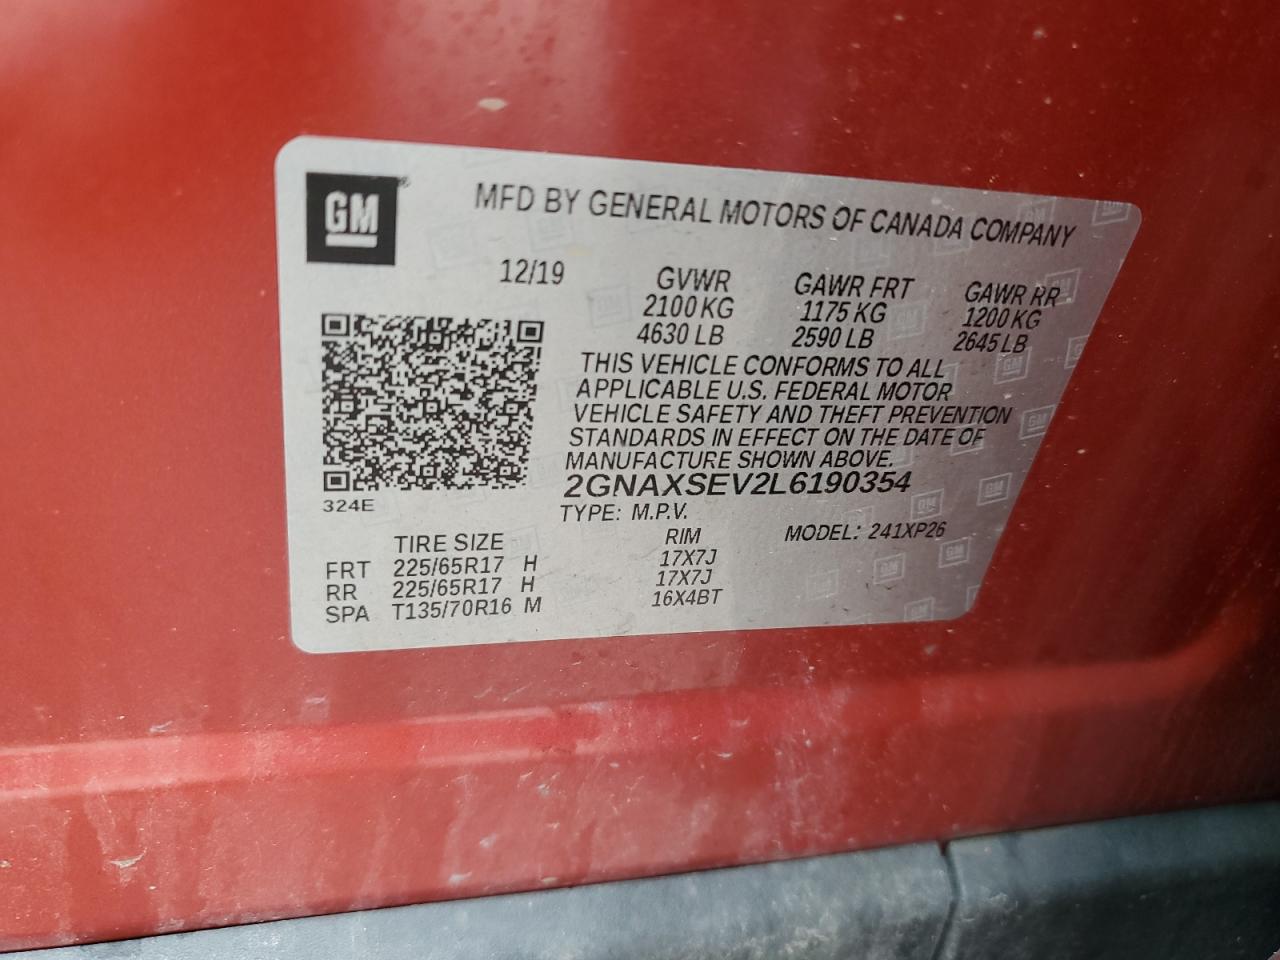 GM®
MFD BY GENERAL MOTORS OF CANADA COMPANY
12/19 GVWR GAWR FRT GAWR RR
2100 KG 1175 KG 1200 KG
4630 LB 2590 LB 2645 LB
THIS VEHICLE CONFORMS TO ALL
APPLICABLE U.S. FEDERAL MOTOR
VEHICLE SAFETY AND THEFT PREVENTION
STANDARDS IN EFFECT ON THE DATE OF
MANUFACTURE SHOWN ABOVE.
2GNAXSEV2L6190354
324E
TYPE: M.P.V. MODEL: 241XP26
TIRE SIZE RIM
FRT 225/65R17 H 17X7J
RR 225/65R17 H 17X7J
SPA T135/70R16 M 16X4BT